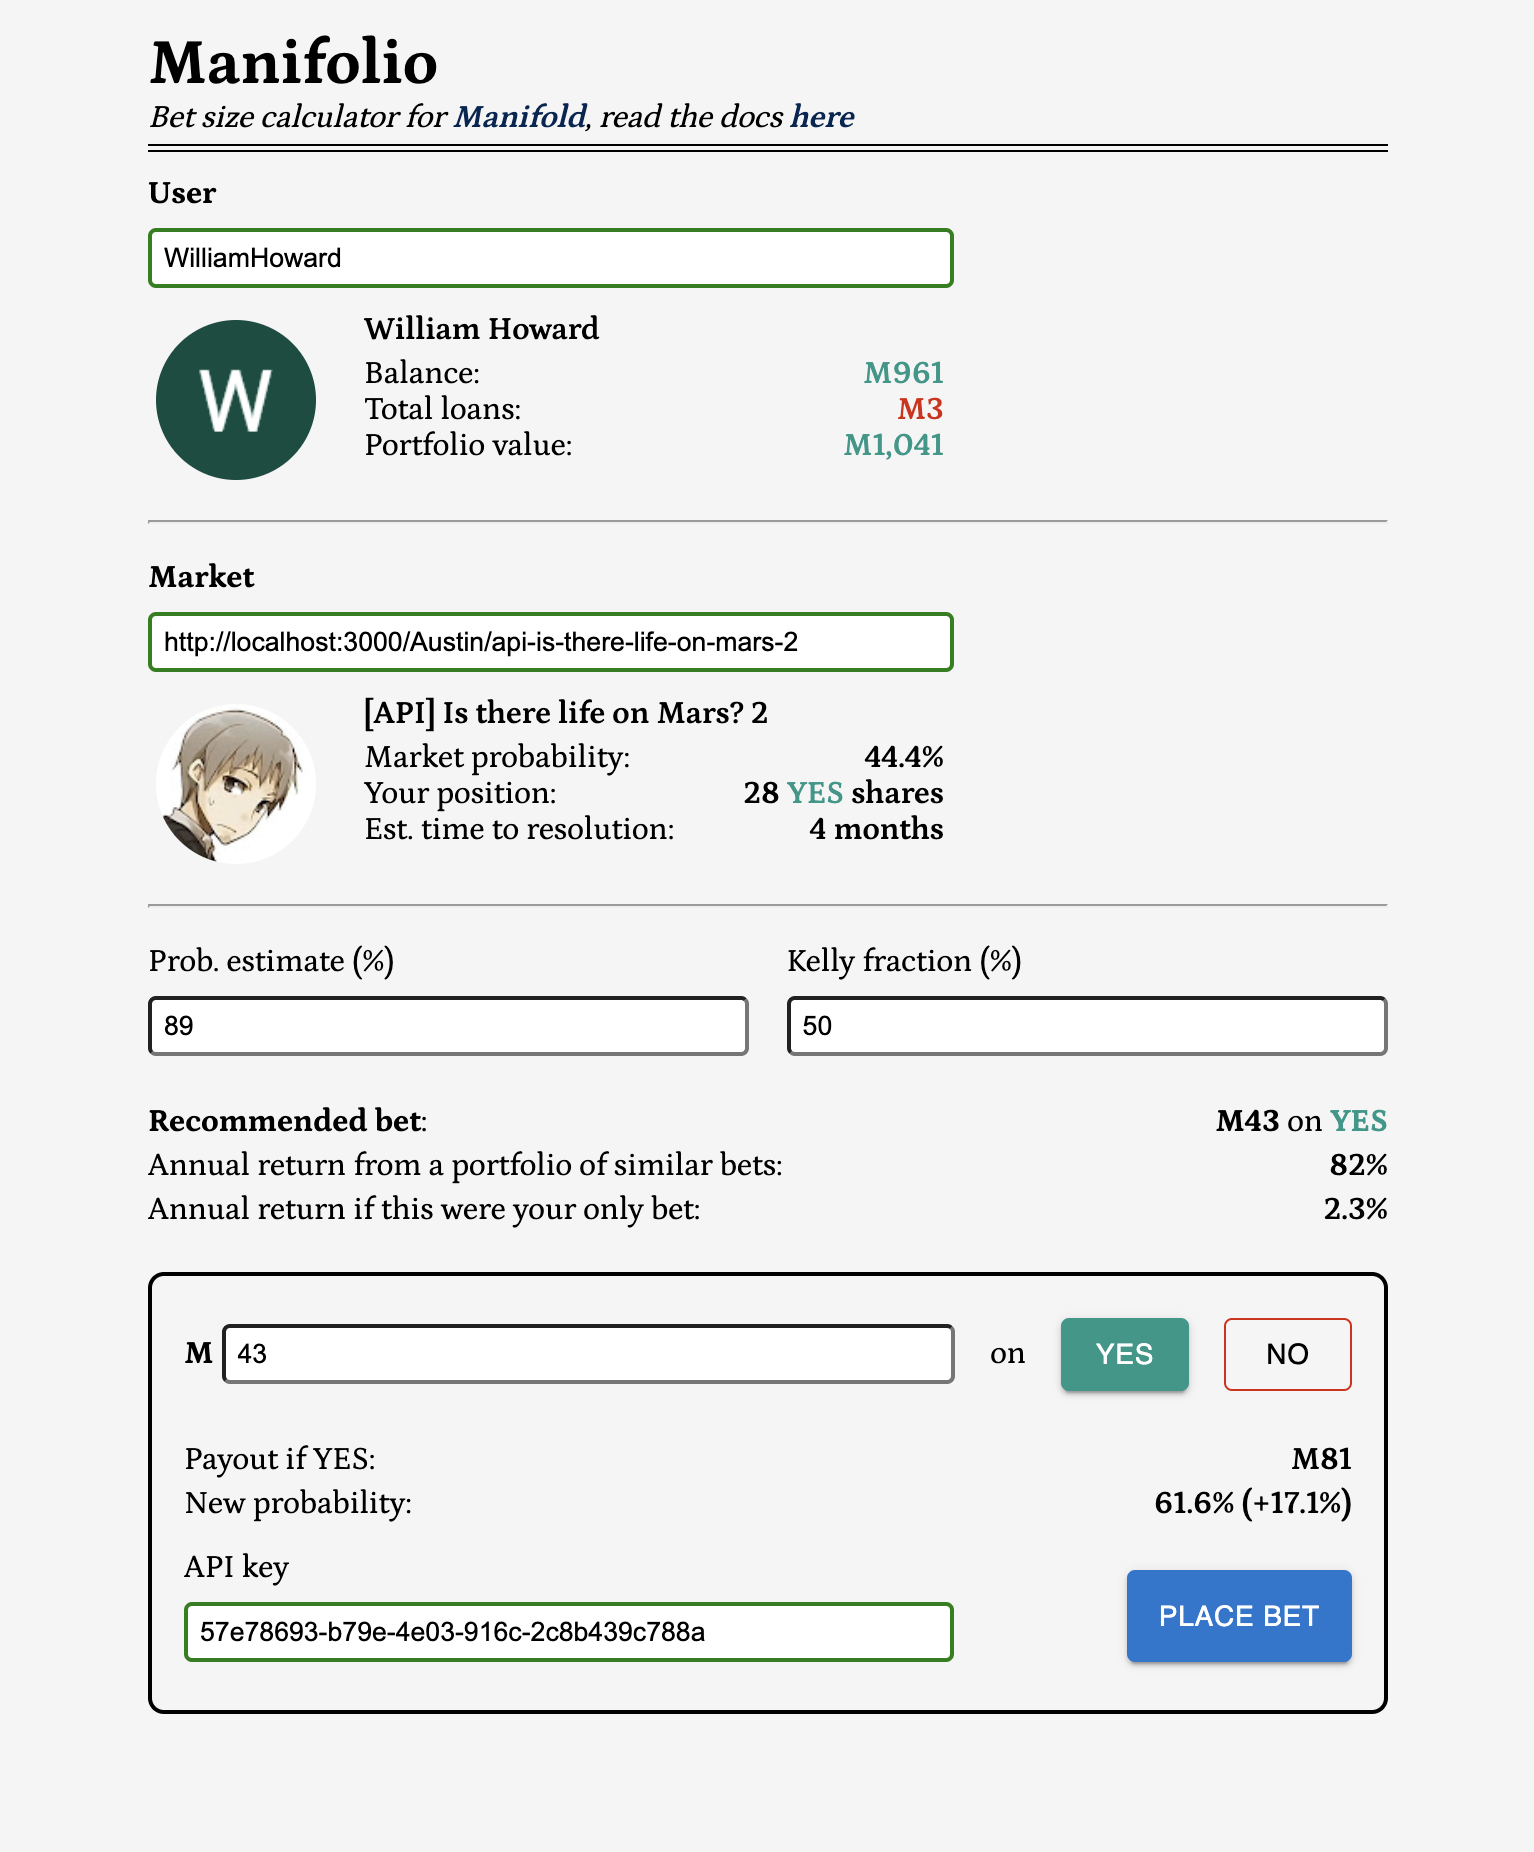 Manifolio
Bet size calculator for Manifold, read the docs here
User
WilliamHoward
W
William Howard
Balance: M961
Total loans: M3
Portfolio value: M1,041
Market
http://localhost:3000/Austin/api-is-there-life-on-mars-2
[API] Is there life on Mars? 2
Market probability: 44.4%
Your position: 28 YES shares
Est. time to resolution: 4 months
Prob. estimate (%) Kelly fraction (%)
89 50
Recommended bet: M43 on YES
Annual return from a portfolio of similar bets: 82%
Annual return if this were your only bet: 2.3%
M 43 on YES NO
Payout if YES: M81
New probability: 61.6% (+17.1%)
API key
57e78693-b79e-4e03-916c-2c8b439c788a
PLACE BET